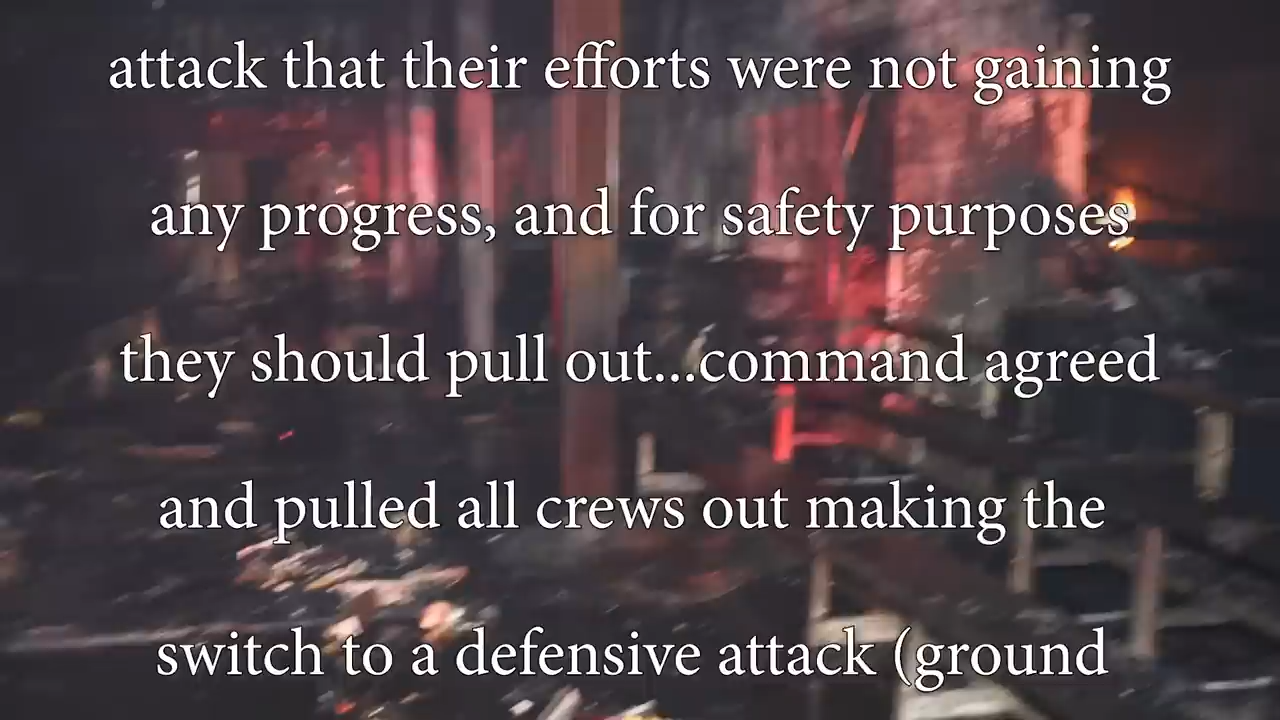 attack that their efforts were not gaining
any progress, and for safety purposes
they should pull out...command agreed
and pulled all crews out making the
switch to a defensive attack (ground